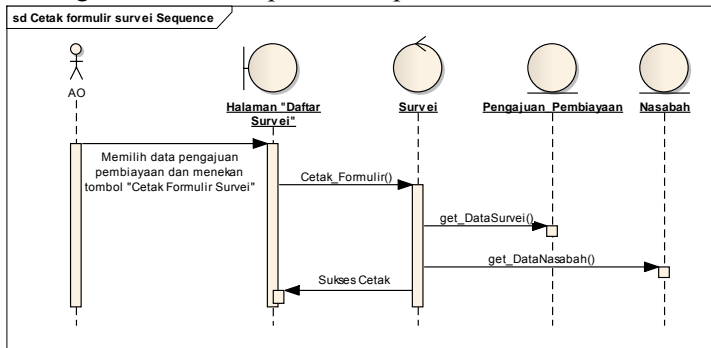 sd Cetak formulir survei Sequence
AO
Halaman "Daftar
Survei"
Survei
Pengajuan_Pembiayaan
Nasabah
Memilih data pengajuan
pembiayaan dan menekan
tombol "Cetak Formulir Survei"
Cetak_Formulir()
get_DataSurvei()
get_DataNasabah()
Sukses Cetak